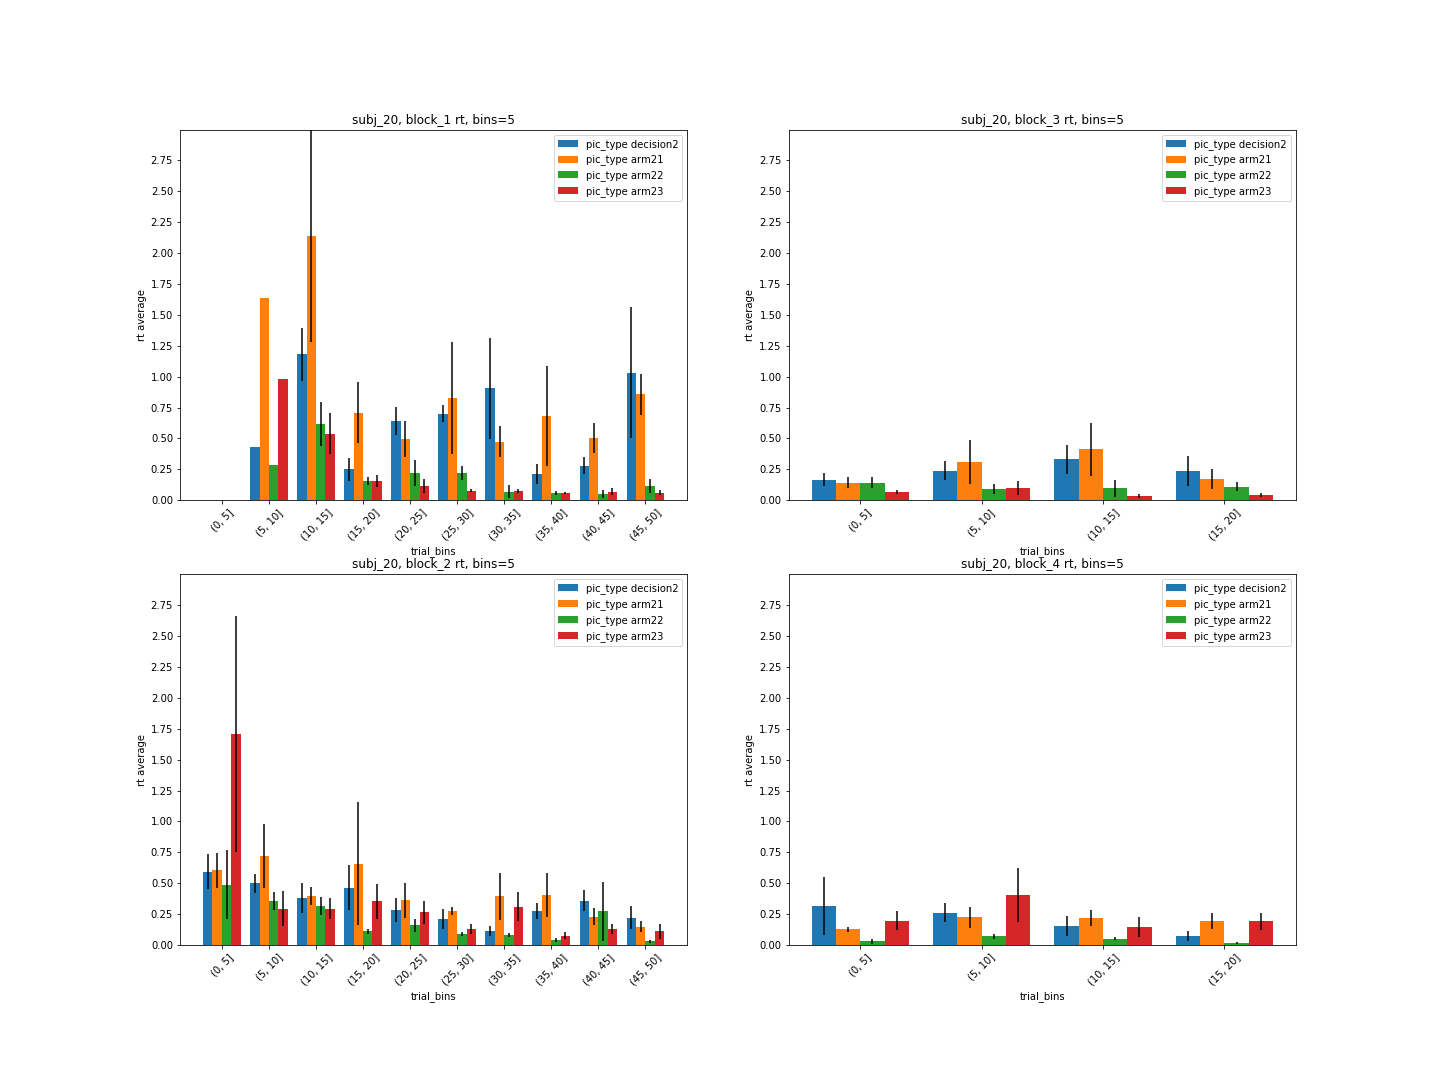 subj_20, block_1 rt, bins=5
pic_type decision2
pic_type arm21
pic_type arm22
pic_type arm23
2.75
2.50
2.25
2.00
1.75
1.50
1.25
1.00
0.75
0.50
0.25
0.00
rt average
(0, 5]
(5, 10]
(10, 15]
(15, 20]
(20, 25]
(25, 30]
(30, 35]
(35, 40]
(40, 45]
(45, 50]
trial_bins
subj_20, block_3 rt, bins=5
pic_type decision2
pic_type arm21
pic_type arm22
pic_type arm23
2.75
2.50
2.25
2.00
1.75
1.50
1.25
1.00
0.75
0.50
0.25
0.00
rt average
(0, 5]
(5, 10]
(10, 15]
(15, 20]
trial_bins
subj_20, block_2 rt, bins=5
pic_type decision2
pic_type arm21
pic_type arm22
pic_type arm23
2.75
2.50
2.25
2.00
1.75
1.50
1.25
1.00
0.75
0.50
0.25
0.00
rt average
(0, 5]
(5, 10]
(10, 15]
(15, 20]
(20, 25]
(25, 30]
(30, 35]
(35, 40]
(40, 45]
(45, 50]
trial_bins
subj_20, block_4 rt, bins=5
pic_type decision2
pic_type arm21
pic_type arm22
pic_type arm23
2.75
2.50
2.25
2.00
1.75
1.50
1.25
1.00
0.75
0.50
0.25
0.00
rt average
(0, 5]
(5, 10]
(10, 15]
(15, 20]
trial_bins